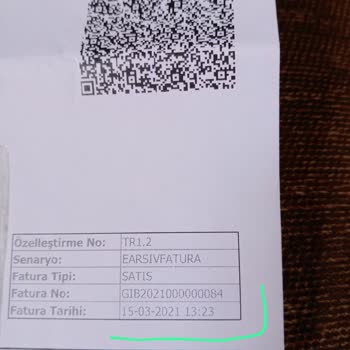 Özelleştirme No: TR1.2
Senaryo: EARSIVFATURA
Fatura Tipi: SATIS
Fatura No: GIB2021000000084
Fatura Tarihi: 15-03-2021 13:23